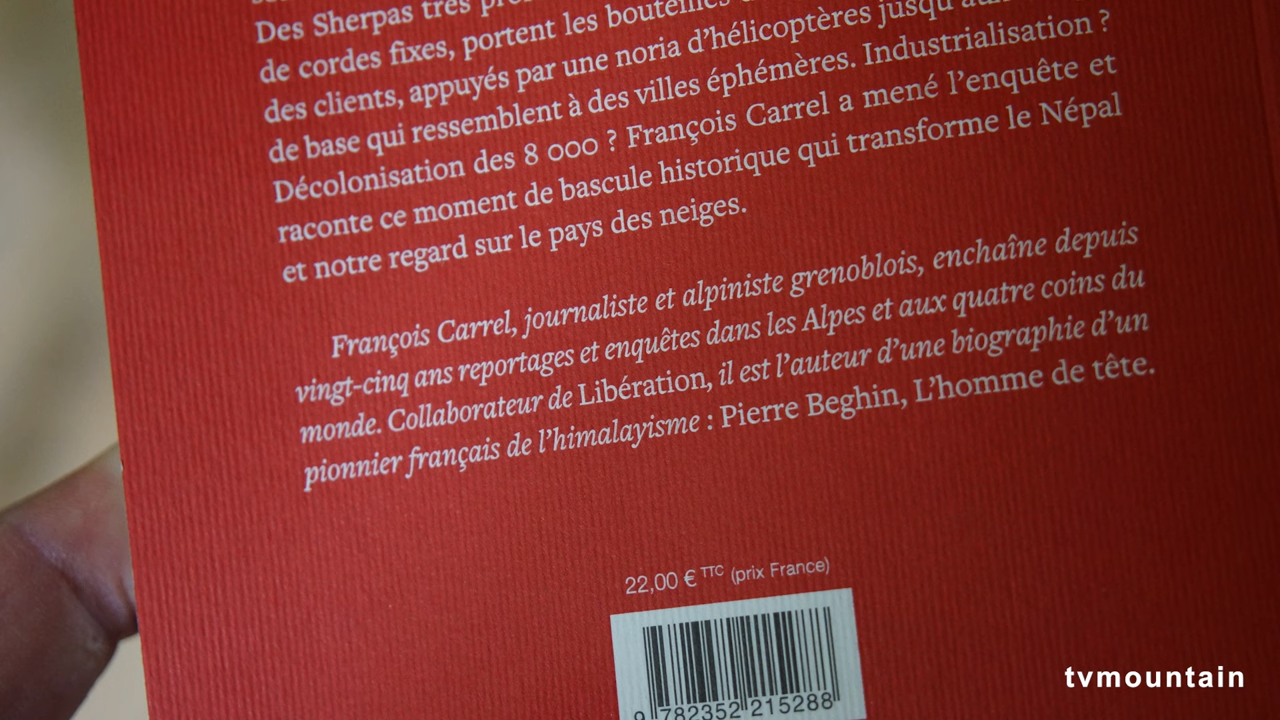 Des Sherpas très
de cordes fixes, portent les bouteilles
des clients, appuyés par une noria d'hélicoptères jusqu'aux
de base qui ressemblent à des villes éphémères. Industrialisation ?
Décolonisation des 8 000 ? François Carrel a mené l'enquête et
raconte ce moment de bascule historique qui transforme le Népal
et notre regard sur le pays des neiges.
François Carrel, journaliste et alpiniste grenoblois, enchaîne depuis
vingt-cinq ans reportages et enquêtes dans les Alpes et aux quatre coins du
monde. Collaborateur de Libération, il est l'auteur d'une biographie d'un
pionnier français de l'himalayisme : Pierre Beghin, L'homme de tête.
22,00 € TTC (prix France)
9 782352 215288
tvmountain